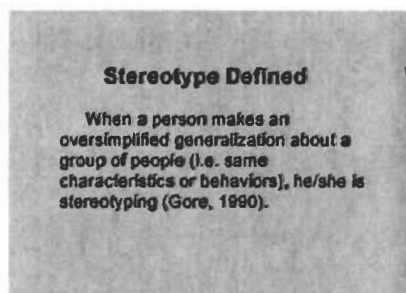 Stereotype Defined
When a person makes an
oversimplified generalization about a
group of people (i.e. same
characteristics or behaviors), he/she is
stereotyping (Gore, 1990).